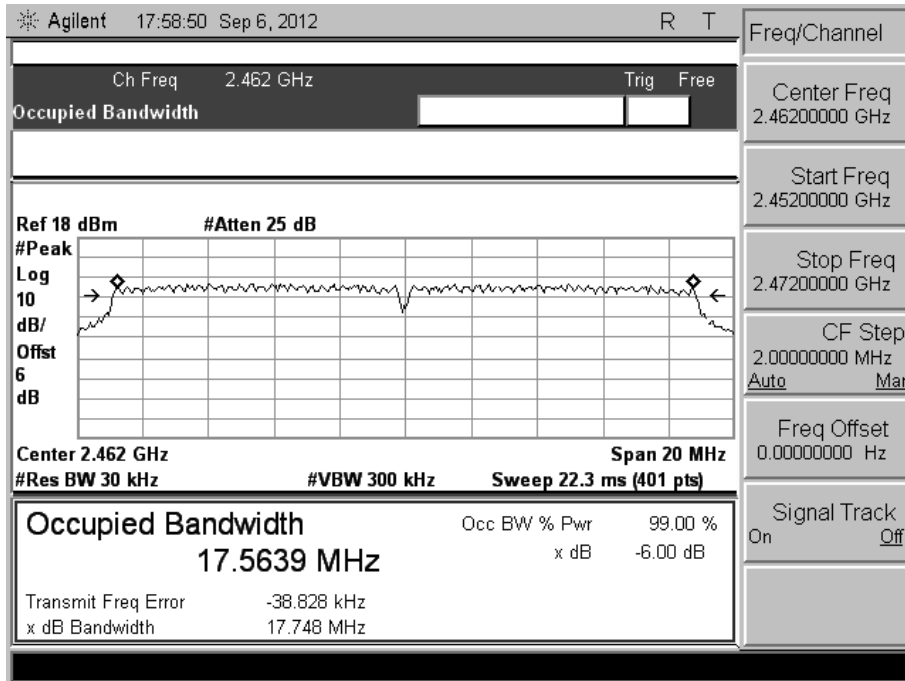 Agilent 17:58:50 Sep 6, 2012 R T
Ch Freq 2.462 GHz Trig Free
Occupied Bandwidth
Ref 18 dBm #Atten 25 dB
#Peak
Log
10
dB/
Offst
6
dB
Center 2.462 GHz Span 20 MHz
#Res BW 30 kHz #VBW 300 kHz Sweep 22.3 ms (401 pts)
Occupied Bandwidth Occ BW % Pwr 99.00 %
17.5639 MHz x dB -6.00 dB
Transmit Freq Error -38.828 kHz
x dB Bandwidth 17.748 MHz
Freq/Channel
Center Freq
2.46200000 GHz
Start Freq
2.45200000 GHz
Stop Freq
2.47200000 GHz
CF Step
2.00000000 MHz
Auto Mar
Freq Offset
0.00000000 Hz
Signal Track
On Off